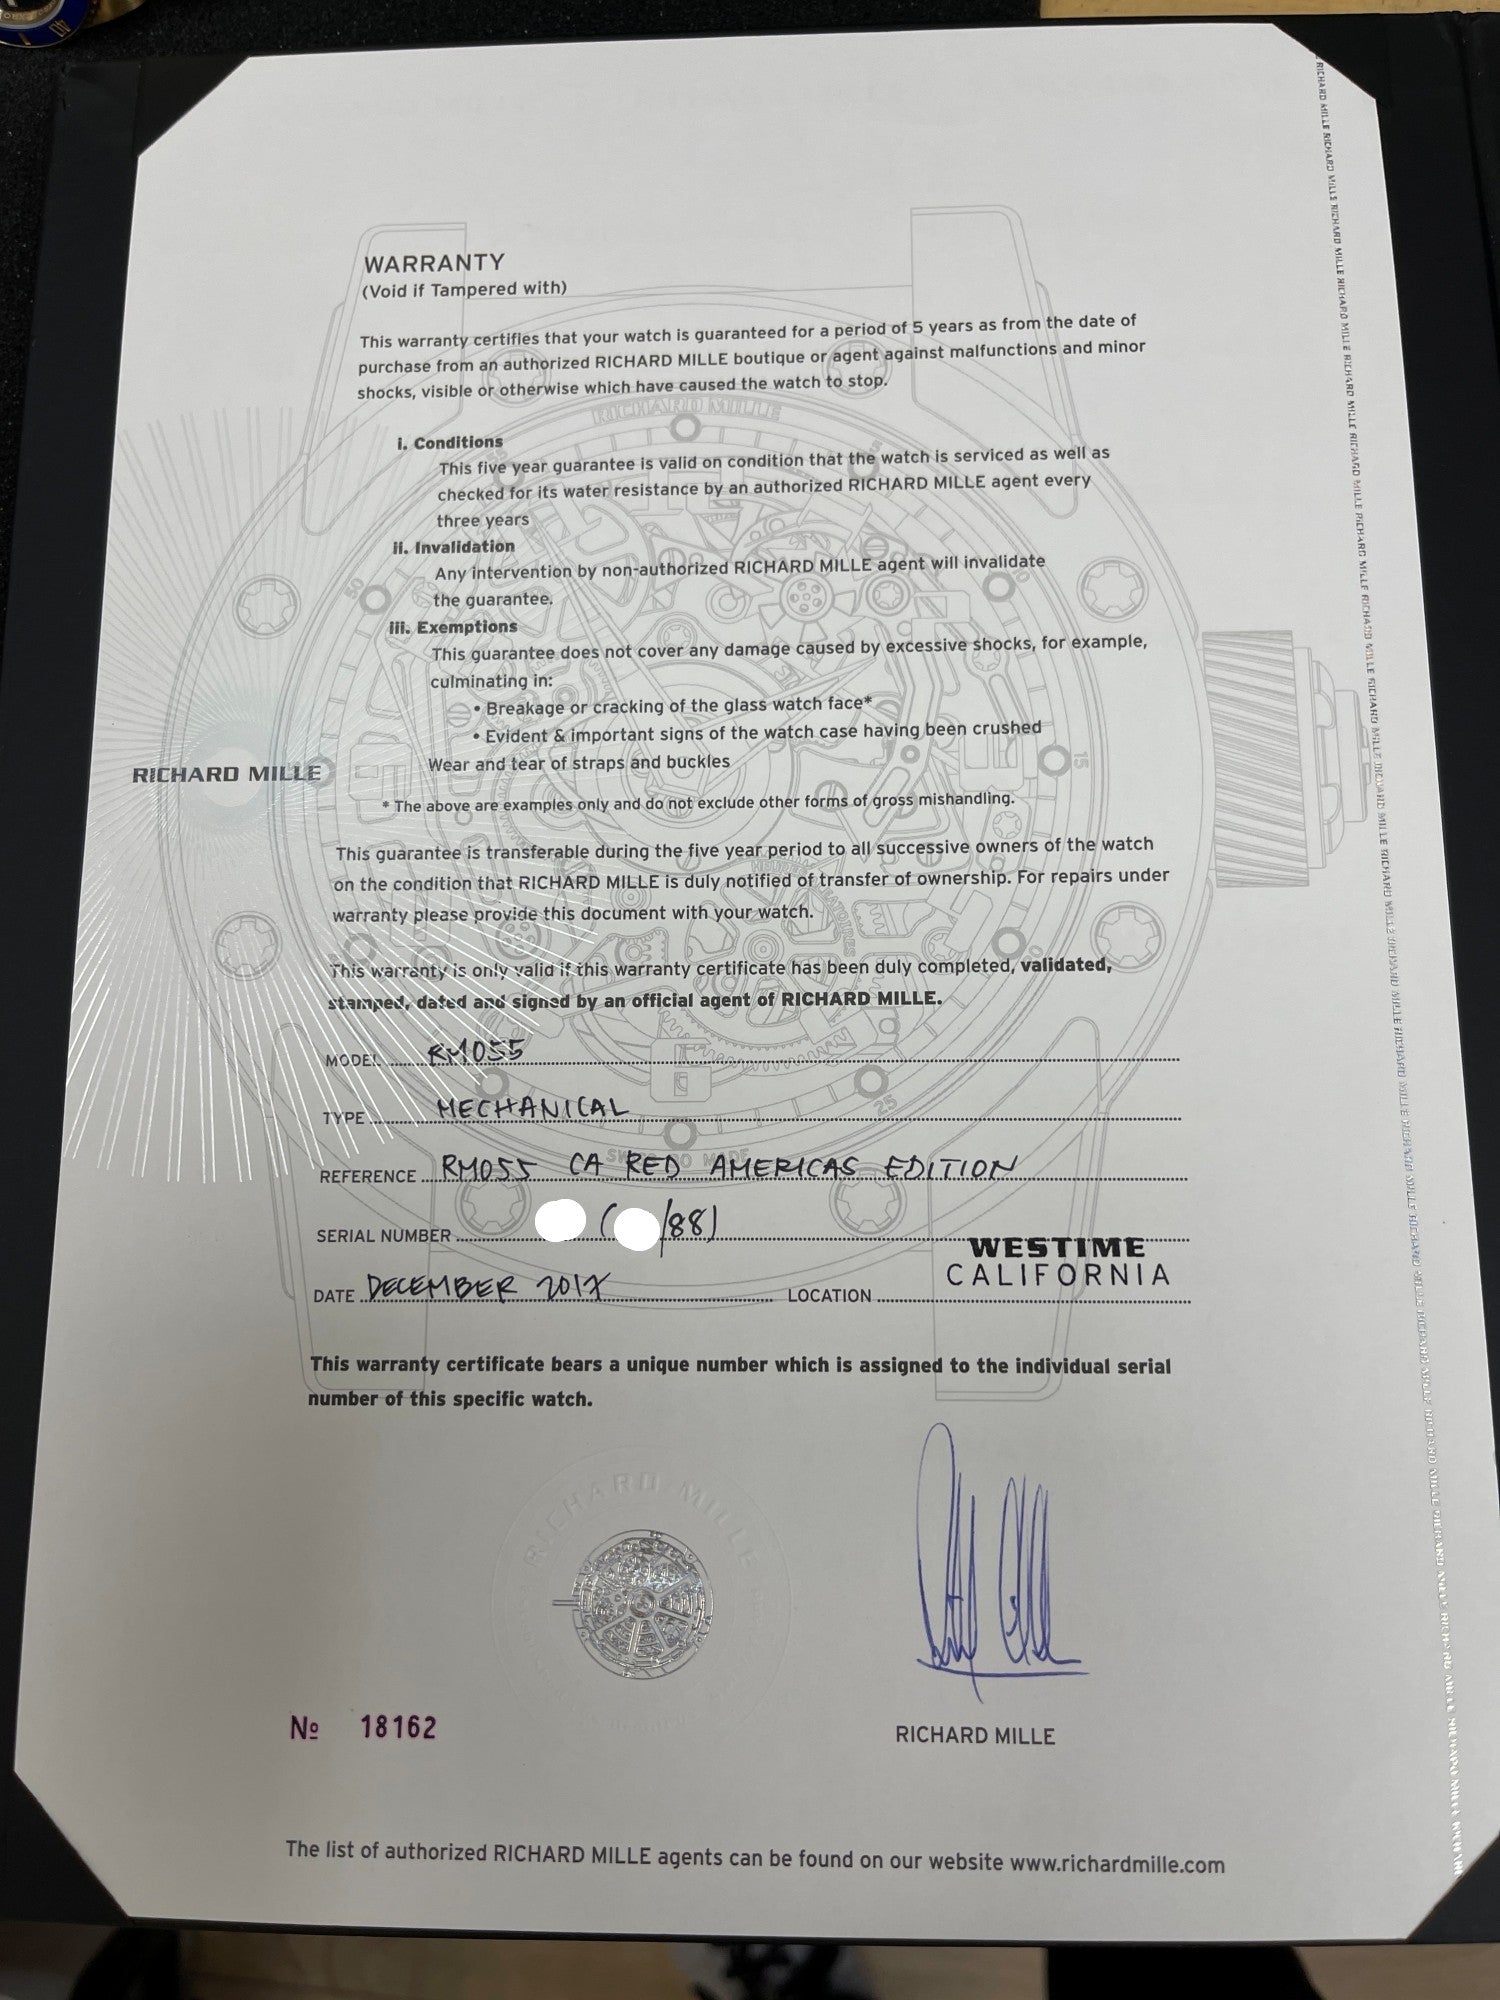 WARRANTY
(Void if Tampered with)
This warranty certifies that your watch is guaranteed for a period of 5 years as from the date of
purchase from an authorized RICHARD MILLE boutique or agent against malfunctions and minor
shocks, visible or otherwise which have caused the watch to stop.
RICHARD MILLE
i. Conditions
This five year guarantee is valid on condition that the watch is serviced as well as
checked for its water resistance by an authorized RICHARD MILLE agent every
three years
ii. Invalidation
Any intervention by non-authorized RICHARD MILLE agent will invalidate
the guarantee.
iii. Exemptions
This guarantee does not cover any damage caused by excessive shocks, for example,
culminating in:
• Breakage or cracking of the glass watch face*
• Evident & important signs of the watch case having been crushed
Wear and tear of straps and buckles
RICHARD MILLE
* The above are examples only and do not exclude other forms of gross mishandling.
This guarantee is transferable during the five year period to all successive owners of the watch
on the condition that RICHARD MILLE is duly notified of transfer of ownership. For repairs under
warranty please provide this document with your watch.
This warranty is only valid if this warranty certificate has been duly completed, validated,
stamped, dated and signed by an official agent of RICHARD MILLE.
MODEL RM055
TYPE MECHANICAL
REFERENCE RM055 CA RED AMERICAS EDITION
SERIAL NUMBER ( /88)
WESTIME
CALIFORNIA
DATE DECEMBER 2017 LOCATION
This warranty certificate bears a unique number which is assigned to the individual serial
number of this specific watch.
RICHARD MILLE
№ 18162
RICHARD MILLE
The list of authorized RICHARD MILLE agents can be found on our website www.richardmille.com